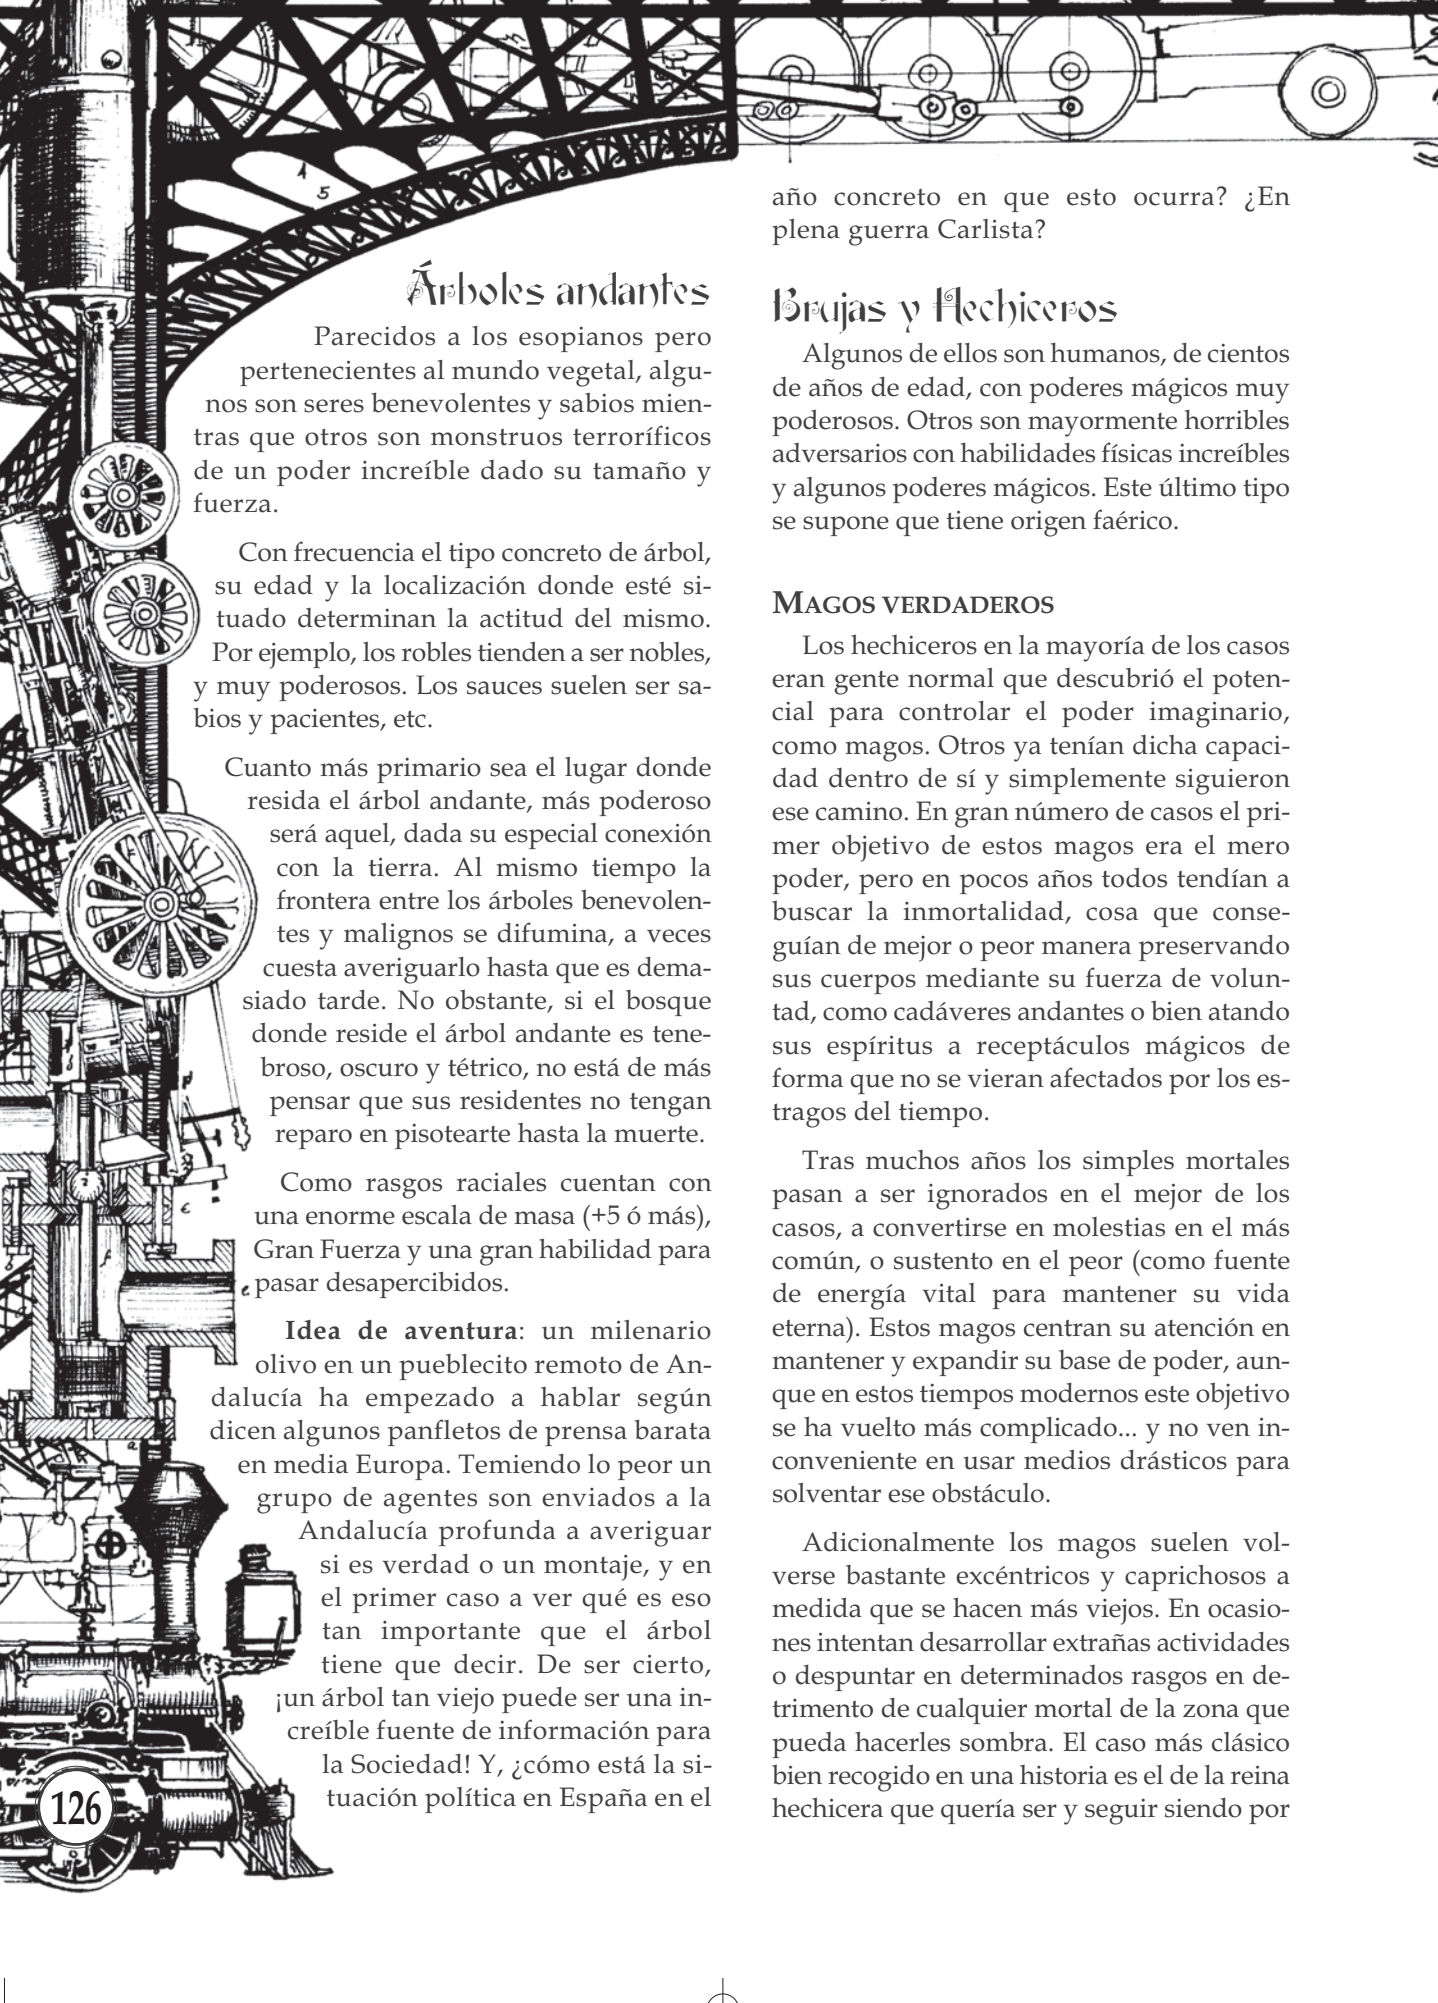 Árboles andantes
Parecidos a los esopianos pero
pertenecientes al mundo vegetal, algu-
nos son seres benevolentes y sabios mien-
tras que otros son monstruos terroríficos
de un poder increíble dado su tamaño y
fuerza.
Con frecuencia el tipo concreto de árbol,
su edad y la localización donde esté si-
tuado determinan la actitud del mismo.
Por ejemplo, los robles tienden a ser nobles,
y muy poderosos. Los sauces suelen ser sa-
bios y pacientes, etc.
Cuanto más primario sea el lugar donde
resida el árbol andante, más poderoso
será aquel, dada su especial conexión
con la tierra. Al mismo tiempo la
frontera entre los árboles benevolen-
tes y malignos se difumina, a veces
cuesta averiguarlo hasta que es dema-
siado tarde. No obstante, si el bosque
donde reside el árbol andante es tene-
broso, oscuro y tétrico, no está de más
pensar que sus residentes no tengan
reparo en pisotearte hasta la muerte.
Como rasgos raciales cuentan con
una enorme escala de masa (+5 ó más),
Gran Fuerza y una gran habilidad para
pasar desapercibidos.
Idea de aventura: un milenario
olivo en un pueblecito remoto de An-
dalucía ha empezado a hablar según
dicen algunos panfletos de prensa barata
en media Europa. Temiendo lo peor un
grupo de agentes son enviados a la
Andalucía profunda a averiguar
si es verdad o un montaje, y en
el primer caso a ver qué es eso
tan importante que el árbol
tiene que decir. De ser cierto,
¡un árbol tan viejo puede ser una in-
creíble fuente de información para
la Sociedad! Y, ¿cómo está la si-
tuación política en España en el
año concreto en que esto ocurra? ¿En
plena guerra Carlista?
Brujas y Hechiceros
Algunos de ellos son humanos, de cientos
de años de edad, con poderes mágicos muy
poderosos. Otros son mayormente horribles
adversarios con habilidades físicas increíbles
y algunos poderes mágicos. Este último tipo
se supone que tiene origen faérico.
MAGOS VERDADEROS
Los hechiceros en la mayoría de los casos
eran gente normal que descubrió el poten-
cial para controlar el poder imaginario,
como magos. Otros ya tenían dicha capaci-
dad dentro de sí y simplemente siguieron
ese camino. En gran número de casos el pri-
mer objetivo de estos magos era el mero
poder, pero en pocos años todos tendían a
buscar la inmortalidad, cosa que conse-
guían de mejor o peor manera preservando
sus cuerpos mediante su fuerza de volun-
tad, como cadáveres andantes o bien atando
sus espíritus a receptáculos mágicos de
forma que no se vieran afectados por los es-
tragos del tiempo.
Tras muchos años los simples mortales
pasan a ser ignorados en el mejor de los
casos, a convertirse en molestias en el más
común, o sustento en el peor (como fuente
de energía vital para mantener su vida
eterna). Estos magos centran su atención en
mantener y expandir su base de poder, aun-
que en estos tiempos modernos este objetivo
se ha vuelto más complicado... y no ven in-
conveniente en usar medios drásticos para
solventar ese obstáculo.
Adicionalmente los magos suelen vol-
verse bastante excéntricos y caprichosos a
medida que se hacen más viejos. En ocasio-
nes intentan desarrollar extrañas actividades
o despuntar en determinados rasgos en de-
trimento de cualquier mortal de la zona que
pueda hacerles sombra. El caso más clásico
bien recogido en una historia es el de la reina
hechicera que quería ser y seguir siendo por
126